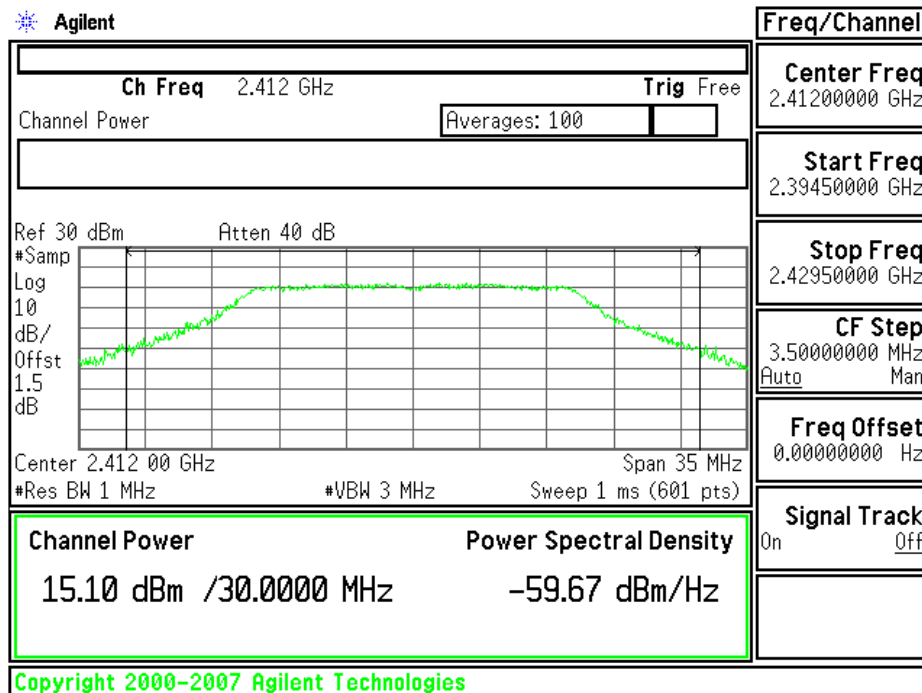 Agilent
Freq/Channel
Ch Freq 2.412 GHz Trig Free
Channel Power Averages: 100
Ref 30 dBm Atten 40 dB
#Samp
Log
10
dB/
Offst
1.5
dB
Center 2.412 00 GHz Span 35 MHz
#Res BW 1 MHz #VBW 3 MHz Sweep 1 ms (601 pts)
Channel Power Power Spectral Density
15.10 dBm /30.0000 MHz -59.67 dBm/Hz
Center Freq
2.41200000 GHz
Start Freq
2.39450000 GHz
Stop Freq
2.42950000 GHz
CF Step
3.50000000 MHz
Auto Man
Freq Offset
0.00000000 Hz
Signal Track
On Off
Copyright 2000-2007 Agilent Technologies